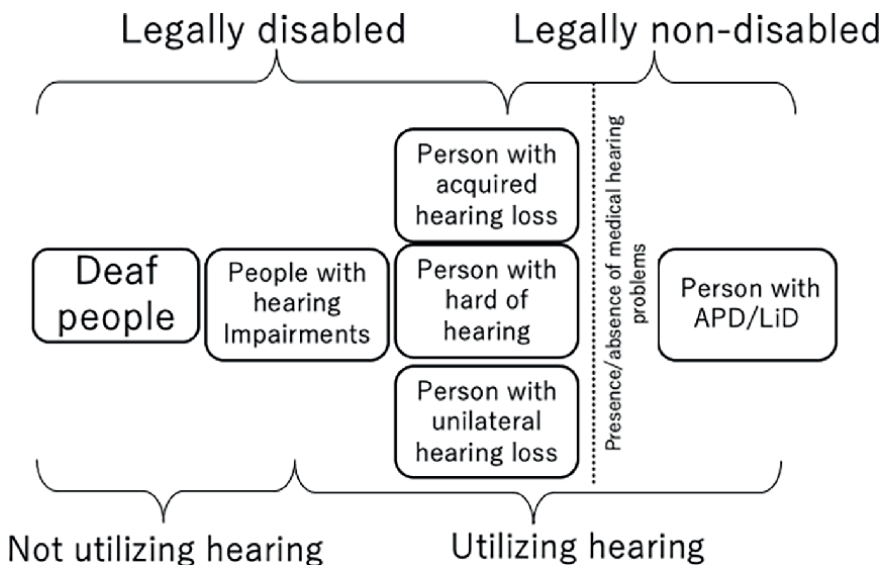 Legally disabled
Legally non-disabled
Person with
acquired
hearing loss
Presence/absence of medical hearing
problems
Deaf
people
People with
hearing
Impairments
Person with
hard of
hearing
Person with
APD/LiD
Person with
unilateral
hearing loss
Not utilizing hearing
Utilizing hearing